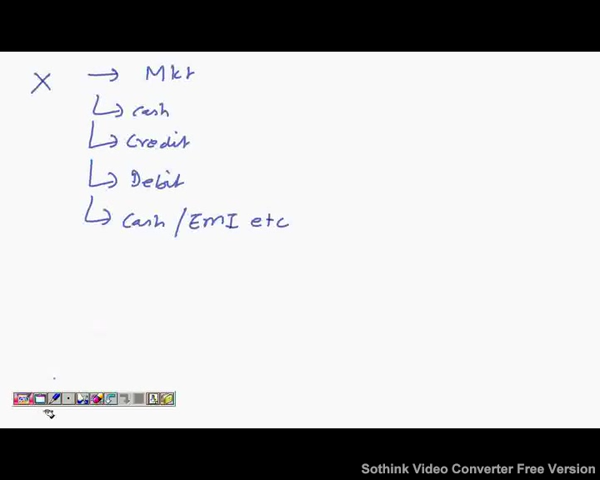 X → Mkt
↳ cash
↳ Credit
↳ Debit
↳ Cash / EMI etc
Sothink Video Converter Free Version